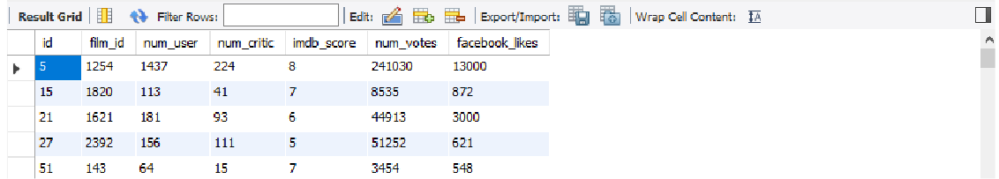 Result Grid Filter Rows: Edit: Export/Import: Wrap Cell Content: IA
id film_id num_user num_critic imdb_score num_votes facebook_likes
5 1254 1437 224 8 241030 13000
15 1820 113 41 7 8535 872
21 1621 181 93 6 44913 3000
27 2392 156 111 5 51252 621
51 143 64 15 7 3454 548